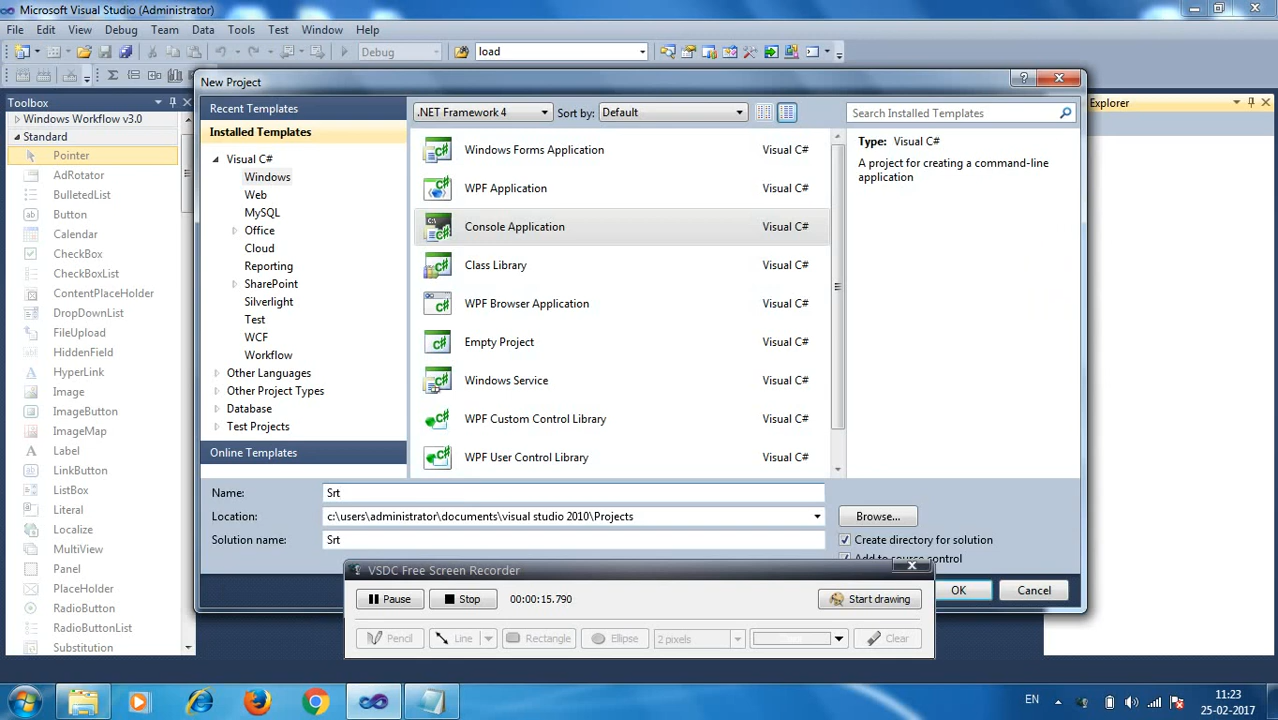 Microsoft Visual Studio (Administrator)
File Edit View Debug Team Data Tools Test Window Help
Debug load
New Project
Toolbox
Explorer
Windows Workflow v3.0
Standard
Pointer
AdRotator
BulletedList
Button
Calendar
CheckBox
CheckBoxList
ContentPlaceHolder
DropDownList
FileUpload
HiddenField
HyperLink
Image
ImageButton
ImageMap
Label
LinkButton
ListBox
Literal
Localize
MultiView
Panel
PlaceHolder
RadioButton
RadioButtonList
Substitution
Recent Templates
Installed Templates
Visual C#
Windows
Web
MySQL
Office
Cloud
Reporting
SharePoint
Silverlight
Test
WCF
Workflow
Other Languages
Other Project Types
Database
Test Projects
Online Templates
.NET Framework 4 Sort by: Default
Search Installed Templates
Windows Forms Application Visual C#
WPF Application Visual C#
Console Application Visual C#
Class Library Visual C#
WPF Browser Application Visual C#
Empty Project Visual C#
Windows Service Visual C#
WPF Custom Control Library Visual C#
WPF User Control Library Visual C#
Type: Visual C#
A project for creating a command-line
application
Name: Srt
Location: c:\users\administrator\documents\visual studio 2010\Projects Browse...
Solution name: Srt Create directory for solution
Add to source control
OK Cancel
VSDC Free Screen Recorder
Pause Stop 00:00:15.790 Start drawing
Pencil Line Rectangle Ellipse 2 pixels Clear
EN
11:23
25-02-2017